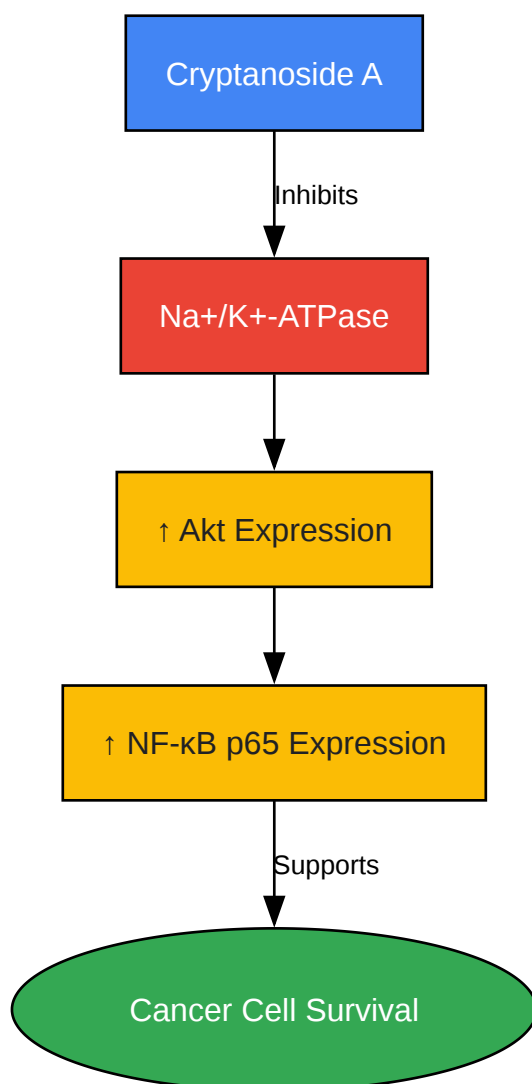 Cryptanoside A
Inhibits
Na+/K+-ATPase
↑ Akt Expression
↑ NF-κB p65 Expression
Supports
Cancer Cell Survival